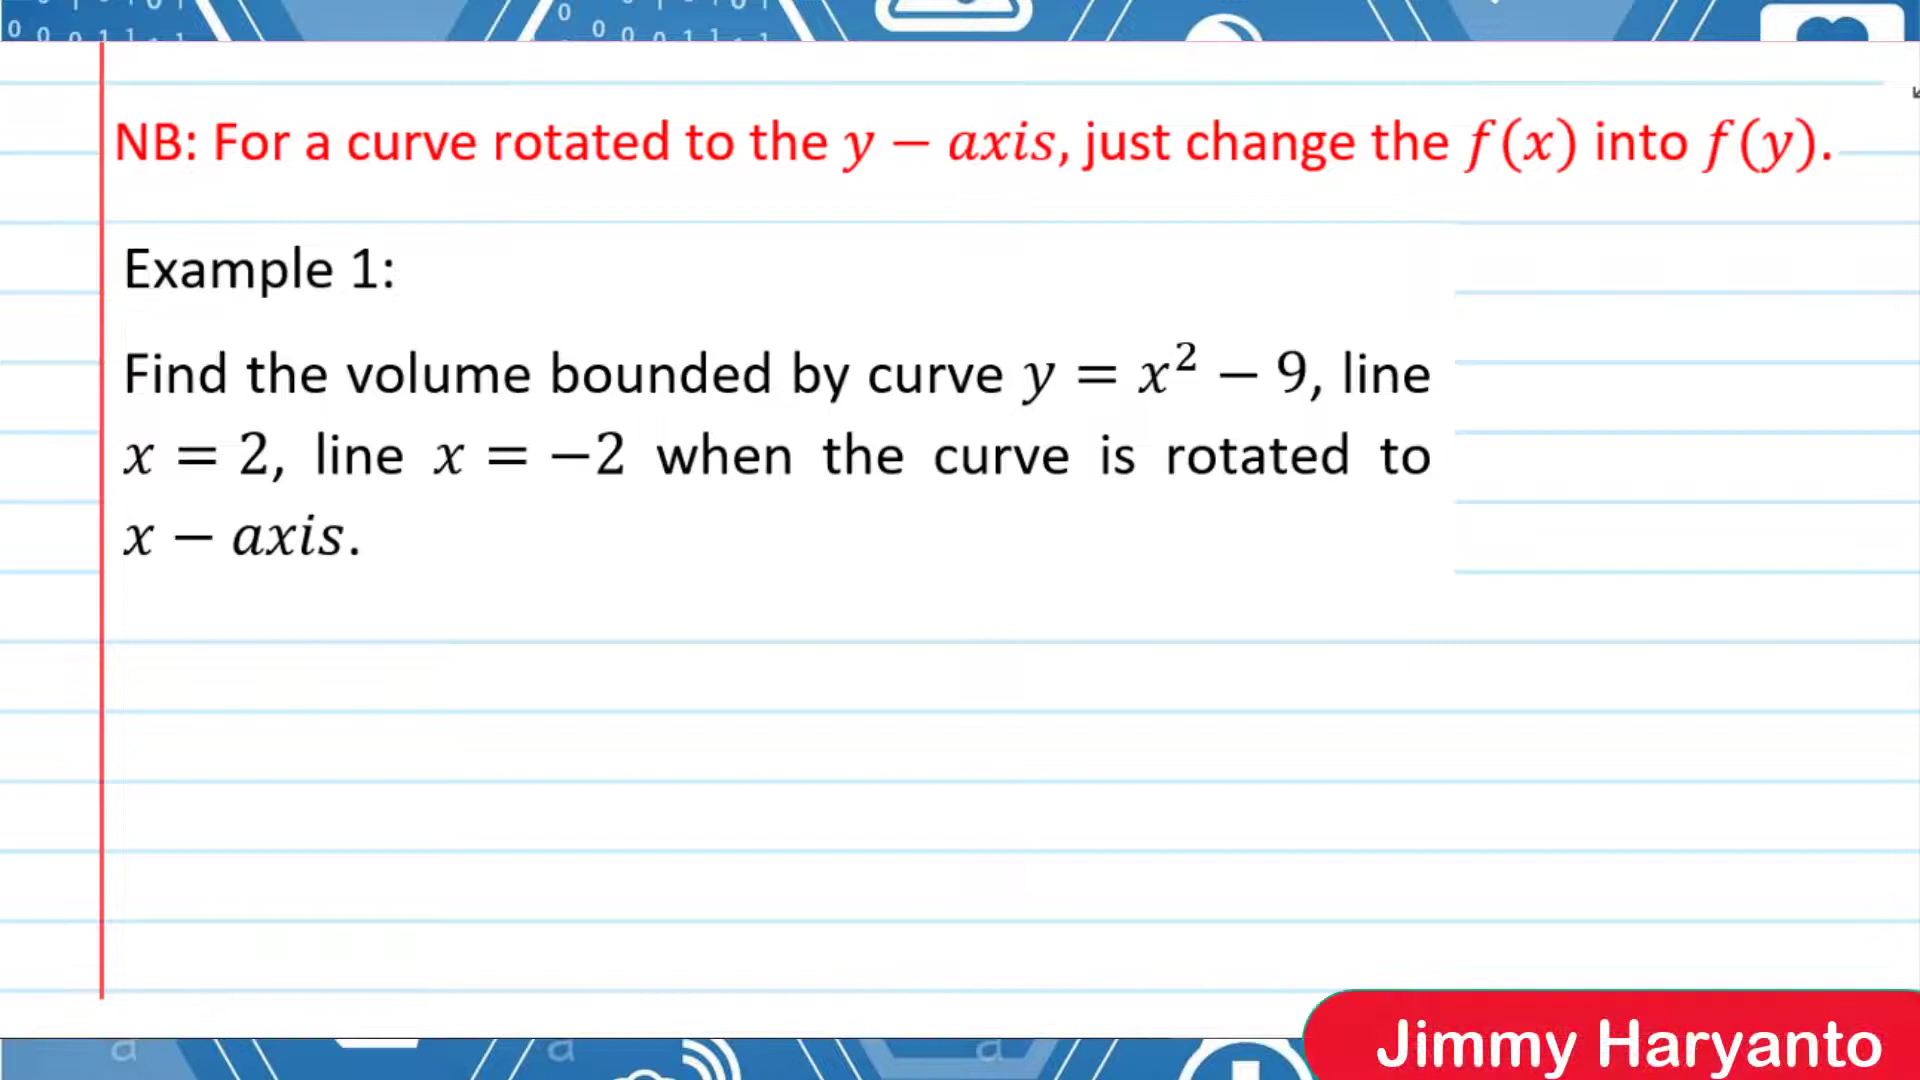 NB: For a curve rotated to the y − axis, just change the f(x) into f(y).
Example 1:
Find the volume bounded by curve y = x² − 9, line
x = 2, line x = −2 when the curve is rotated to
x − axis.
Jimmy Haryanto